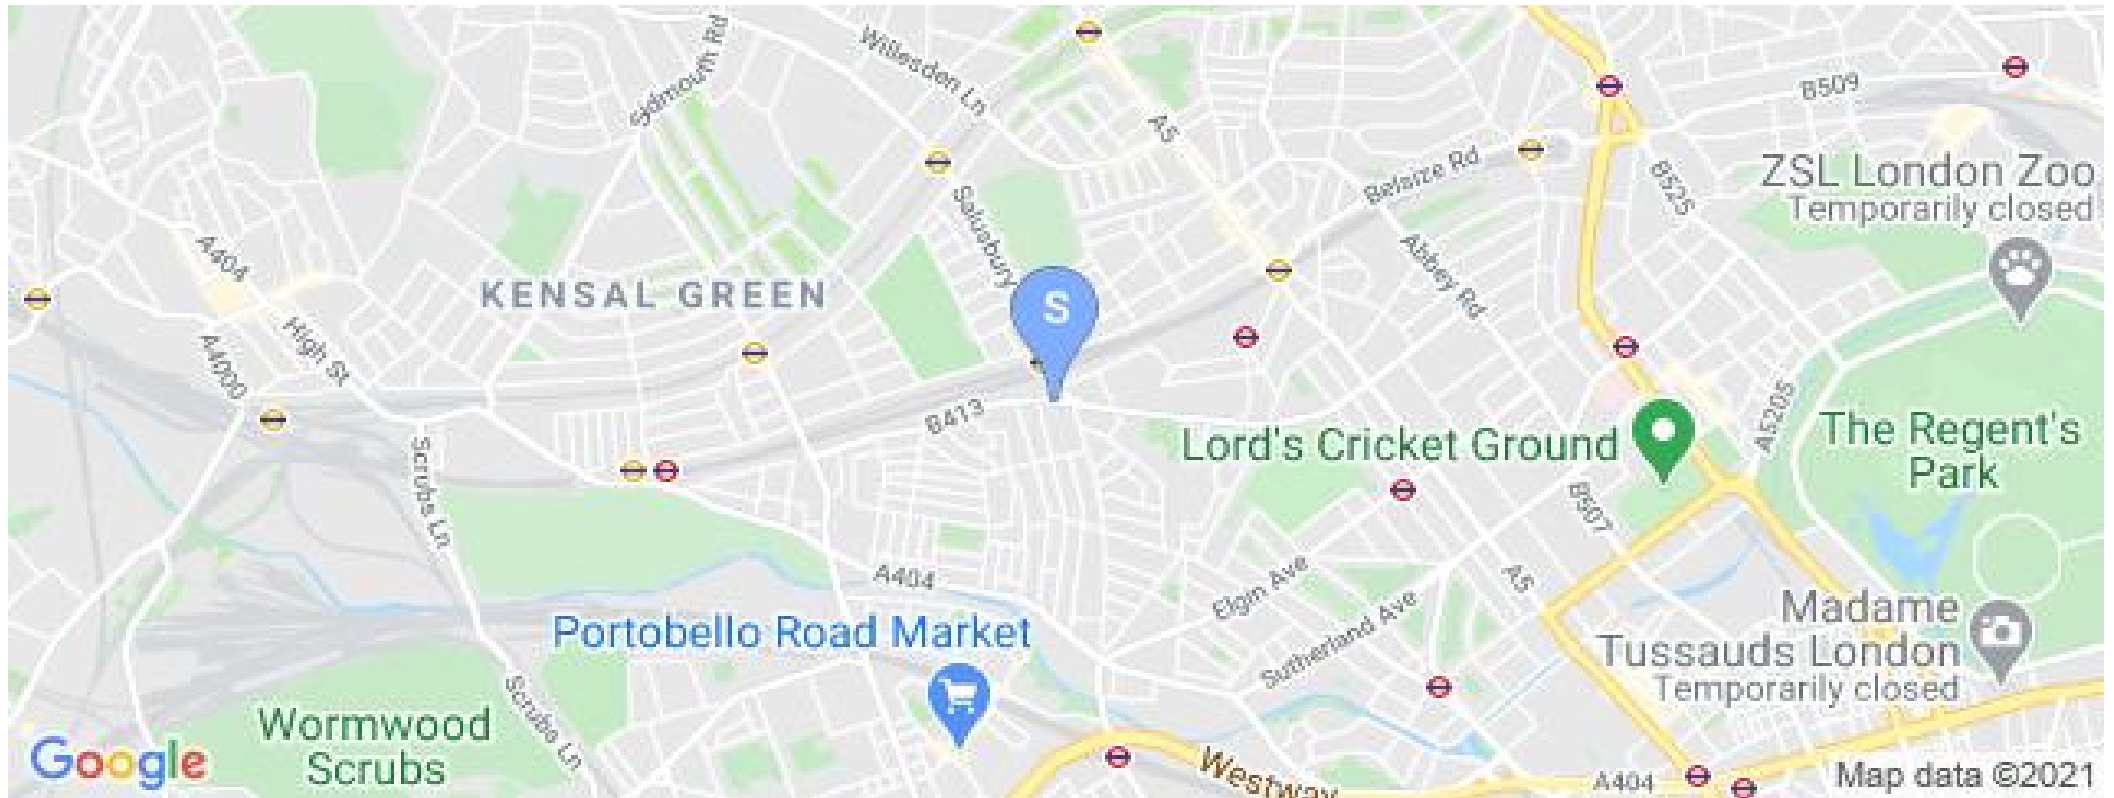 Sidmouth Rd
Willesden Ln
A5
B509
Belsize Rd
B525
ZSL London Zoo
Temporarily closed
Salusbury
A404
Abbey Rd
KENSAL GREEN
S
High St
A4000
B413
A5205
Lord's Cricket Ground
The Regent's
Park
Scrubs Ln
B507
A404
Elgin Ave
A5
Sutherland Ave
Portobello Road Market
Madame
Tussauds London
Temporarily closed
Scrubs Ln
Wormwood
Scrubs
Google
Westway
A404
Map data ©2021